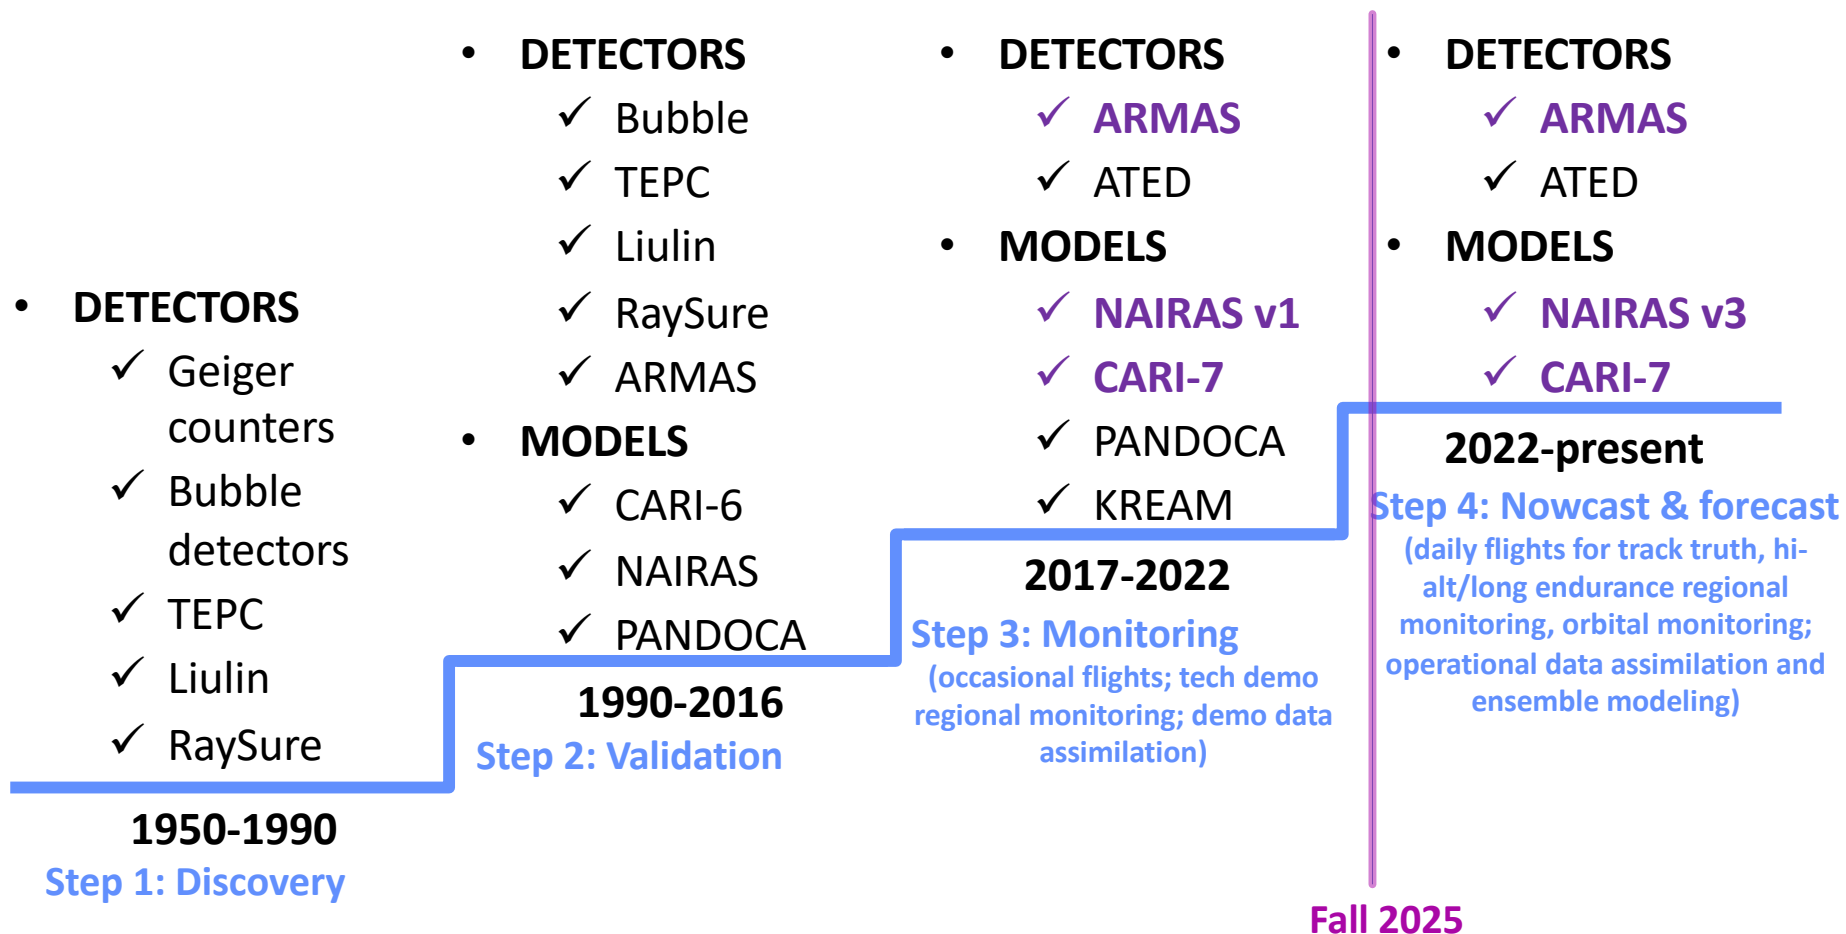 • DETECTORS
✓ Geiger
counters
✓ Bubble
detectors
✓ TEPC
✓ Liulin
✓ RaySure
1950-1990
Step 1: Discovery
• DETECTORS
✓ Bubble
✓ TEPC
✓ Liulin
✓ RaySure
✓ ARMAS
• MODELS
✓ CARI-6
✓ NAIRAS
✓ PANDOCA
1990-2016
Step 2: Validation
• DETECTORS
✓ ARMAS
✓ ATED
• MODELS
✓ NAIRAS v1
✓ CARI-7
✓ PANDOCA
✓ KREAM
2017-2022
Step 3: Monitoring
(occasional flights; tech demo
regional monitoring; demo data
assimilation)
• DETECTORS
✓ ARMAS
✓ ATED
• MODELS
✓ NAIRAS v3
✓ CARI-7
2022-present
Step 4: Nowcast & forecast
(daily flights for track truth, hi-
alt/long endurance regional
monitoring, orbital monitoring;
operational data assimilation and
ensemble modeling)
Fall 2025